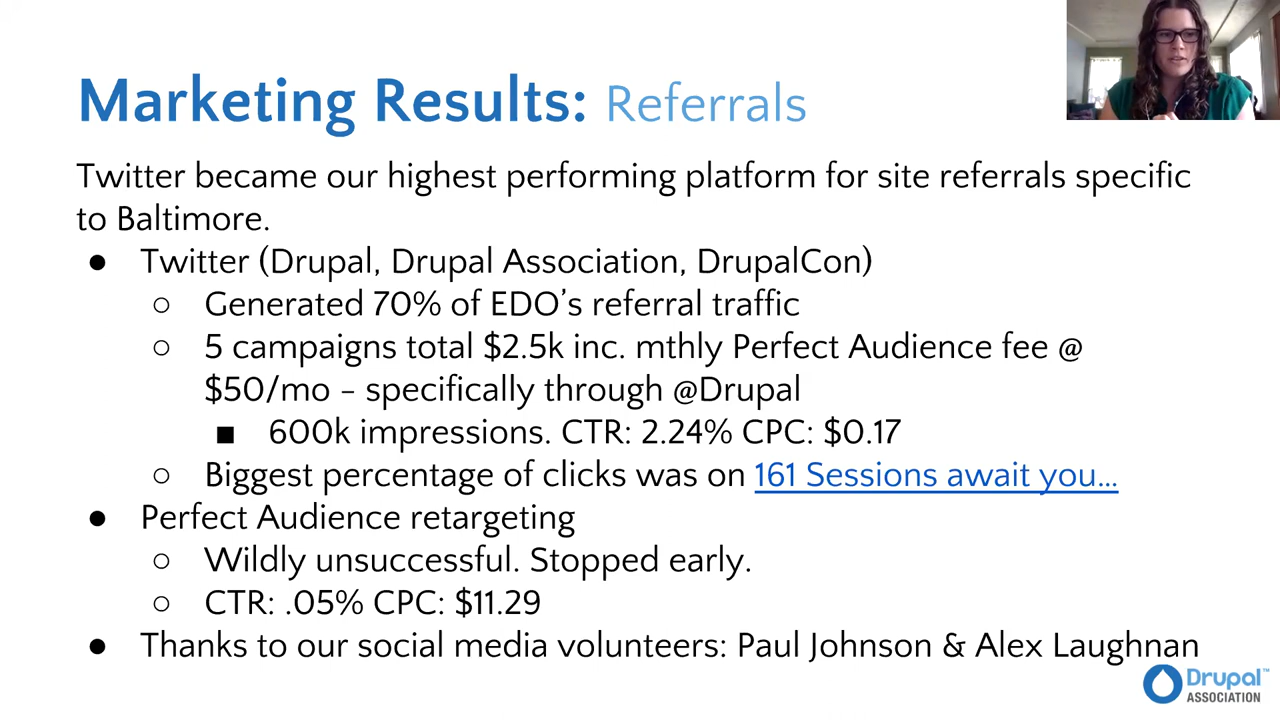 Marketing Results: Referrals
Twitter became our highest performing platform for site referrals specific
to Baltimore.
● Twitter (Drupal, Drupal Association, DrupalCon)
○ Generated 70% of EDO’s referral traffic
○ 5 campaigns total $2.5k inc. mthly Perfect Audience fee @
$50/mo – specifically through @Drupal
■ 600k impressions. CTR: 2.24% CPC: $0.17
○ Biggest percentage of clicks was on 161 Sessions await you...
● Perfect Audience retargeting
○ Wildly unsuccessful. Stopped early.
○ CTR: .05% CPC: $11.29
● Thanks to our social media volunteers: Paul Johnson & Alex Laughnan
Drupal™
ASSOCIATION